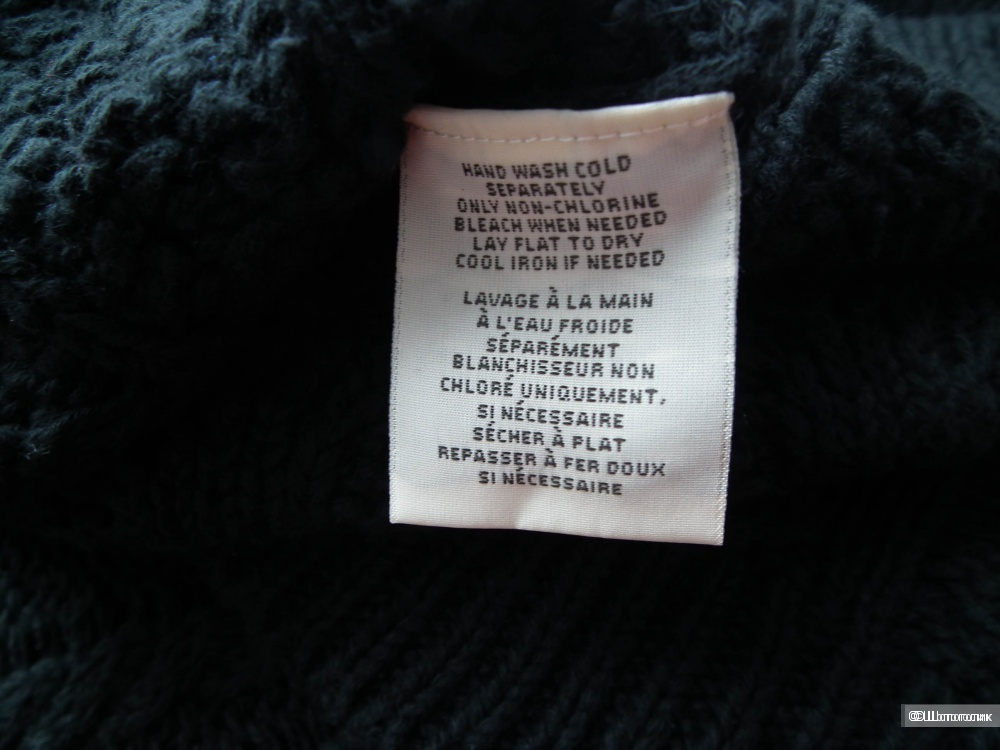 HAND WASH COLD
SEPARATELY
ONLY NON-CHLORINE
BLEACH WHEN NEEDED
LAY FLAT TO DRY
COOL IRON IF NEEDED
LAVAGE À LA MAIN
À L'EAU FROIDE
SÉPARÉMENT
BLANCHISSEUR NON
CHLORÉ UNIQUEMENT,
SI NÉCESSAIRE
SÉCHER À PLAT
REPASSER À FER DOUX
SI NÉCESSAIRE